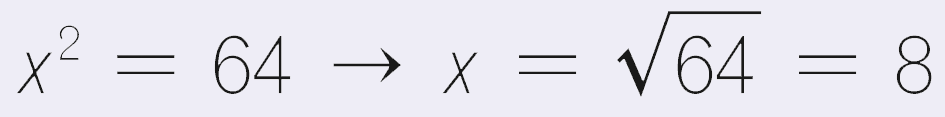 x² = 64 → x = √64 = 8